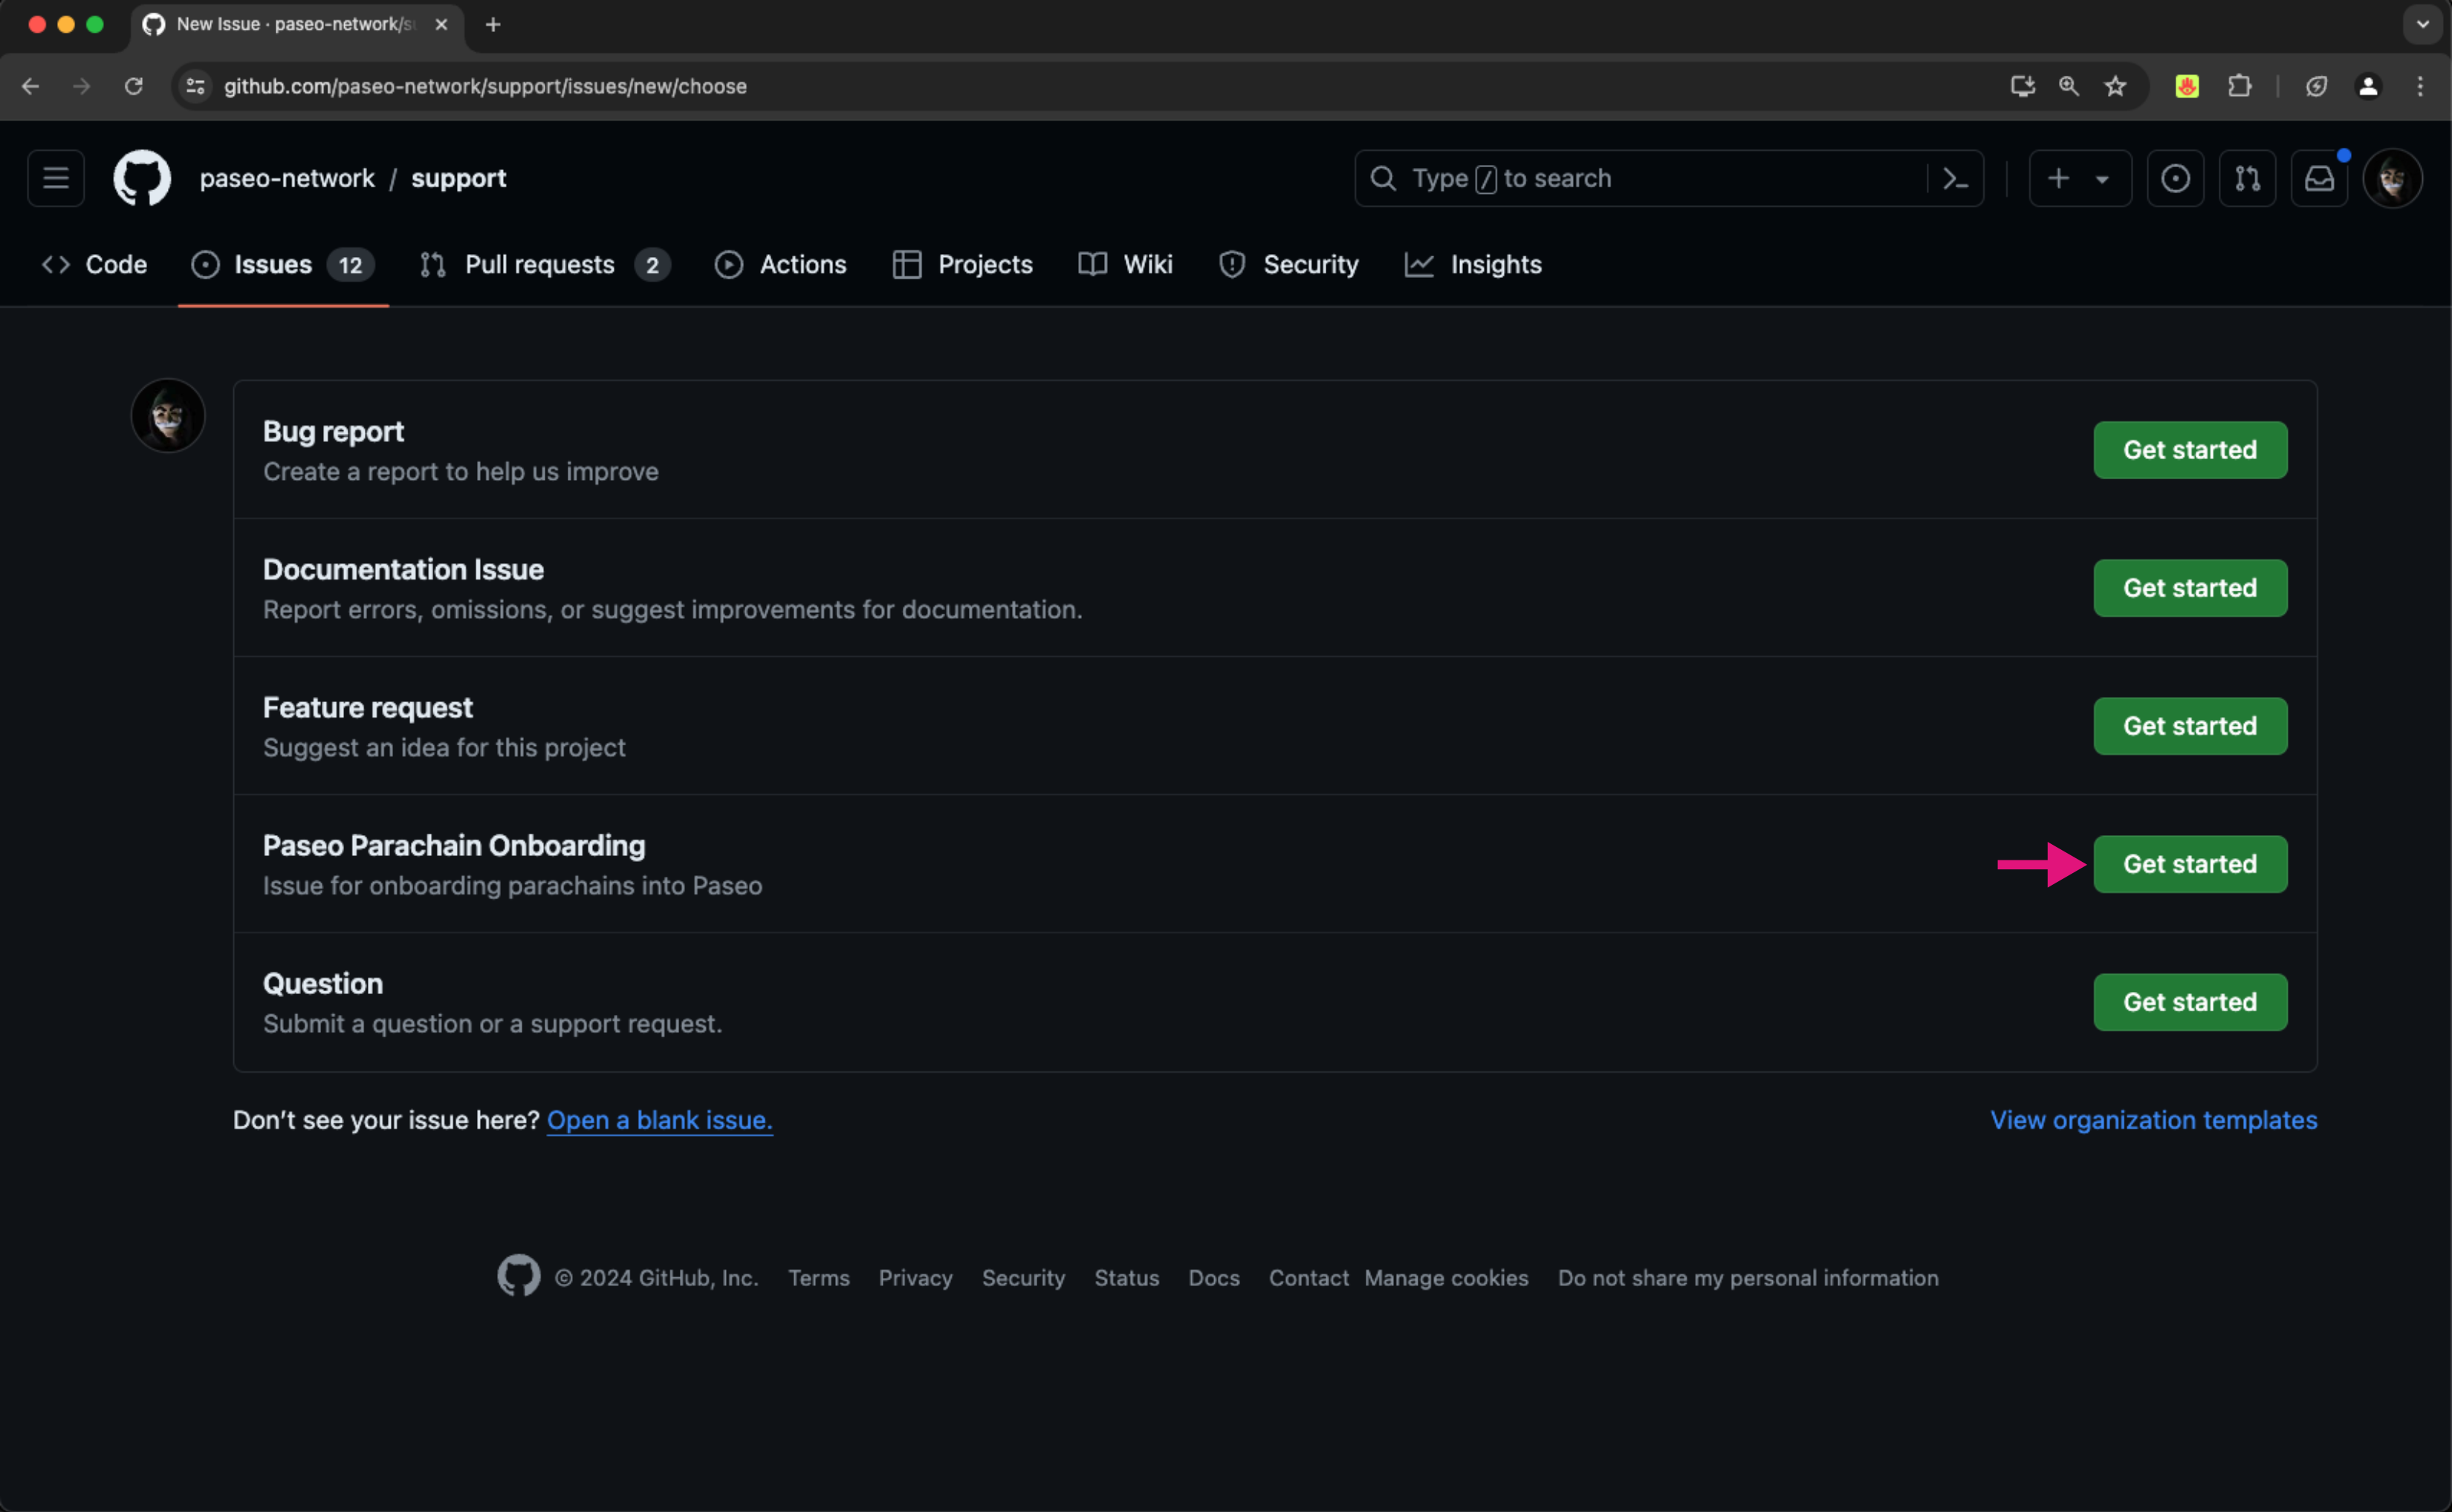 New Issue · paseo-network/su
github.com/paseo-network/support/issues/new/choose
paseo-network / support
Type / to search
Code
Issues 12
Pull requests 2
Actions
Projects
Wiki
Security
Insights
Bug report
Create a report to help us improve
Get started
Documentation Issue
Report errors, omissions, or suggest improvements for documentation.
Get started
Feature request
Suggest an idea for this project
Get started
Paseo Parachain Onboarding
Issue for onboarding parachains into Paseo
Get started
Question
Submit a question or a support request.
Get started
Don't see your issue here? Open a blank issue.
View organization templates
© 2024 GitHub, Inc.
Terms
Privacy
Security
Status
Docs
Contact
Manage cookies
Do not share my personal information